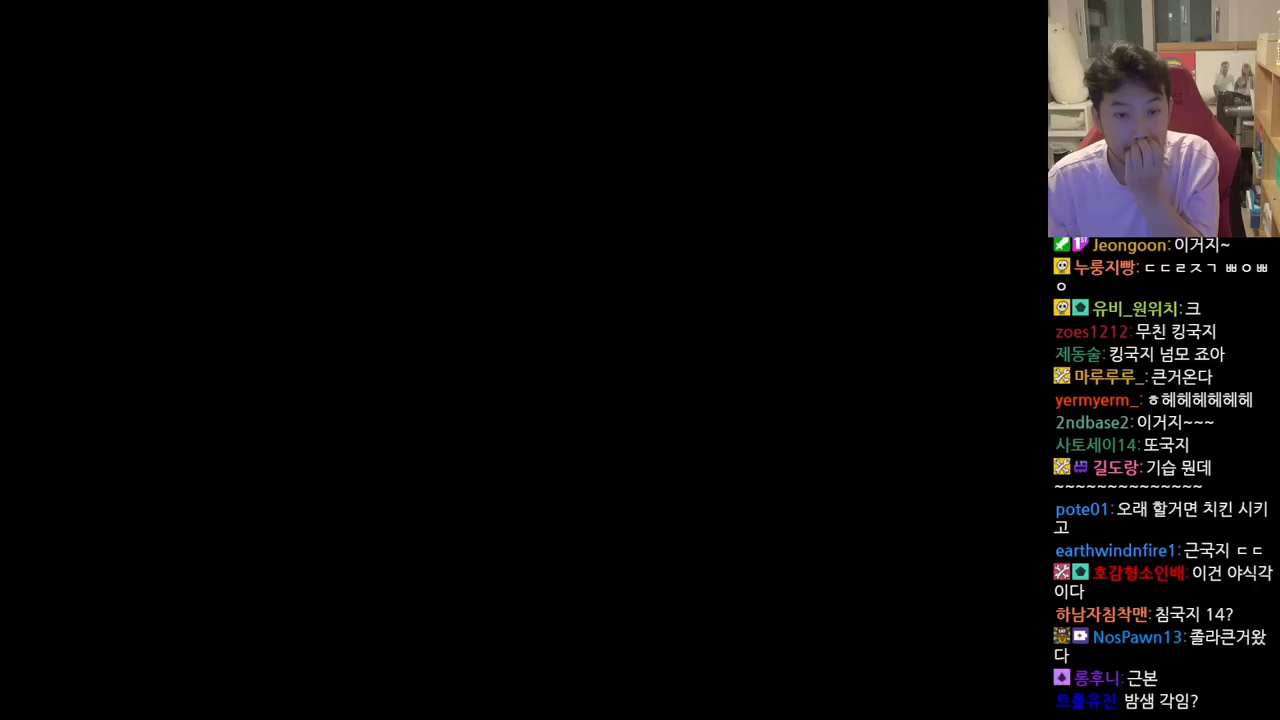 Jeongoon: 이거지~
누룽지빵: ㄷㄷㄹㅈㄱ ㅃㅇㅃ
ㅇ
유비_원위치: 크
zoes1212: 무친 킹국지
제동술: 킹국지 넘모 죠아
마루루루_: 큰거온다
yermyerm_: ㅎ헤헤헤헤헤헤
2ndbase2: 이거지~~~
사토세이14: 또국지
길도랑: 기습 뭔데
~~~~~~~~~~~~~~
pote01: 오래 할거면 치킨 시키
고
earthwindnfire1: 근국지 ㄷㄷ
호감형소인배: 이건 야식각
이다
하남자침착맨: 침국지 14?
NosPawn13: 졸라큰거왔
다
롱후니: 근본
트롤유진: 밤샘 각임?